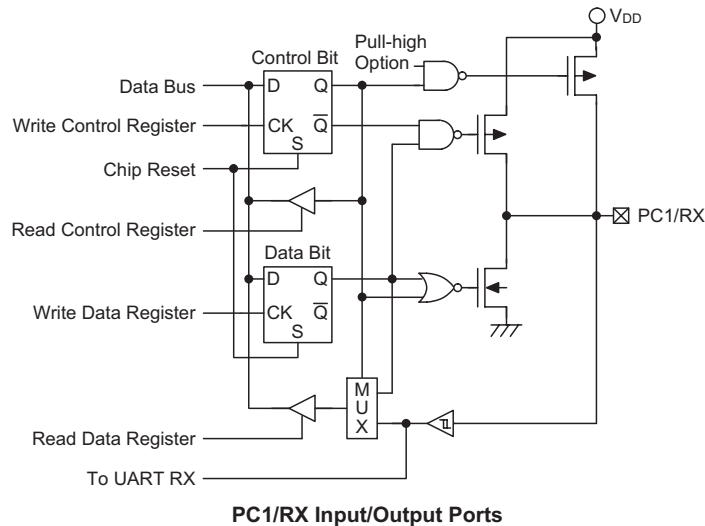 V_DD
Pull-high
Option
Control Bit
Data Bus
D
Q
Write Control Register
CK
Q̅
S
Chip Reset
Read Control Register
PC1/RX
Data Bit
D
Q
Write Data Register
CK
Q̅
S
M
U
X
Read Data Register
To UART RX
PC1/RX Input/Output Ports